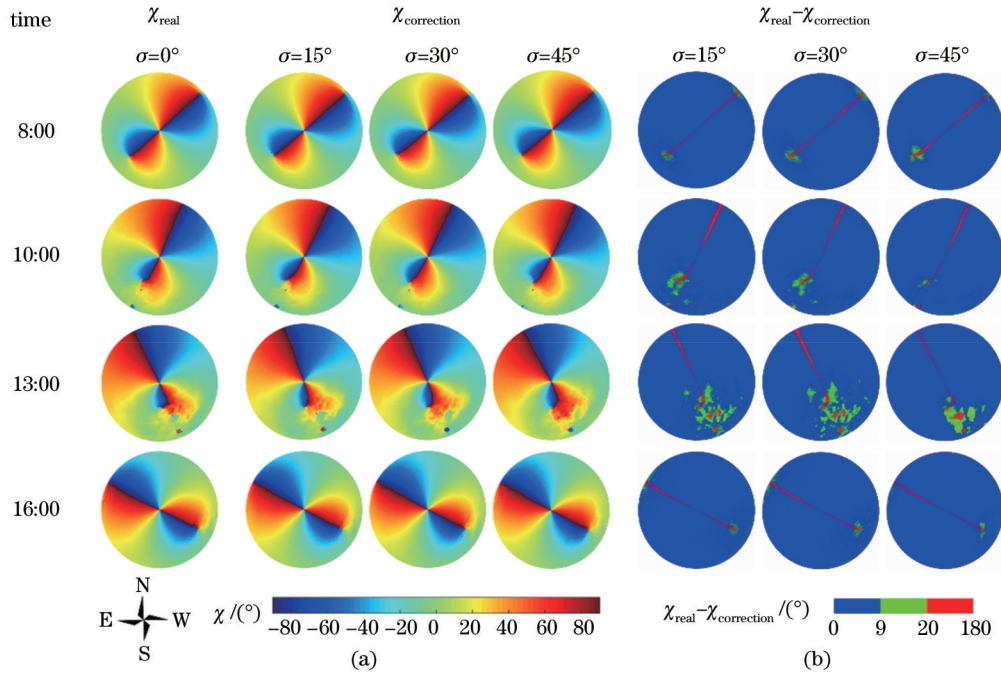 time χreal χcorrection χreal−χcorrection
σ=0° σ=15° σ=30° σ=45° σ=15° σ=30° σ=45°
8:00
10:00
13:00
16:00
N
E W
S
χ /(°)
−80 −60 −40 −20 0 20 40 60 80
χreal−χcorrection/(°)
0 9 20 180
(a) (b)